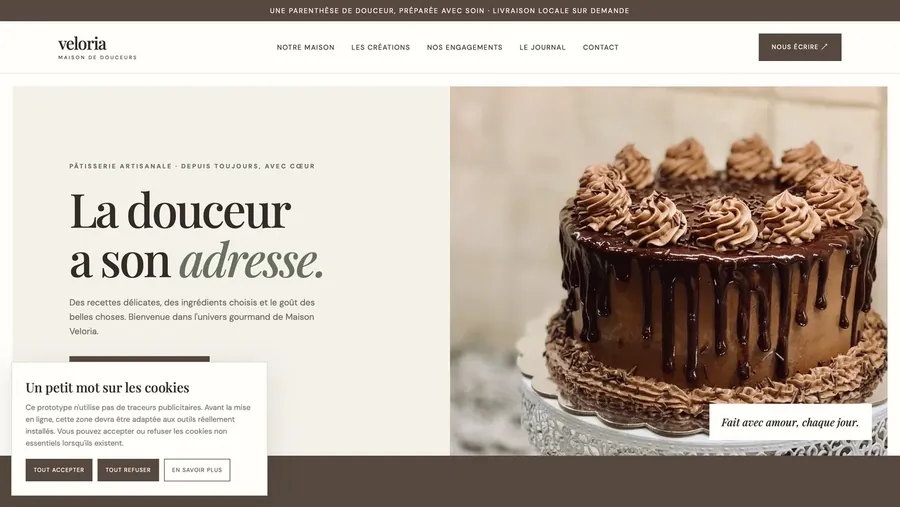 UNE PARENTHÈSE DE DOUCEUR, PRÉPARÉE AVEC SOIN · LIVRAISON LOCALE SUR DEMANDE
veloria
MAISON DE DOUCEURS
NOTRE MAISON
LES CRÉATIONS
NOS ENGAGEMENTS
LE JOURNAL
CONTACT
NOUS ÉCRIRE ↗
PÂTISSERIE ARTISANALE · DEPUIS TOUJOURS, AVEC CŒUR
La douceur
a son adresse.
Des recettes délicates, des ingrédients choisis et le goût des
belles choses. Bienvenue dans l'univers gourmand de Maison
Veloria.
Fait avec amour, chaque jour.
Un petit mot sur les cookies
Ce prototype n'utilise pas de traceurs publicitaires. Avant la mise
en ligne, cette zone devra être adaptée aux outils réellement
installés. Vous pouvez accepter ou refuser les cookies non
essentiels lorsqu'ils existent.
TOUT ACCEPTER
TOUT REFUSER
EN SAVOIR PLUS